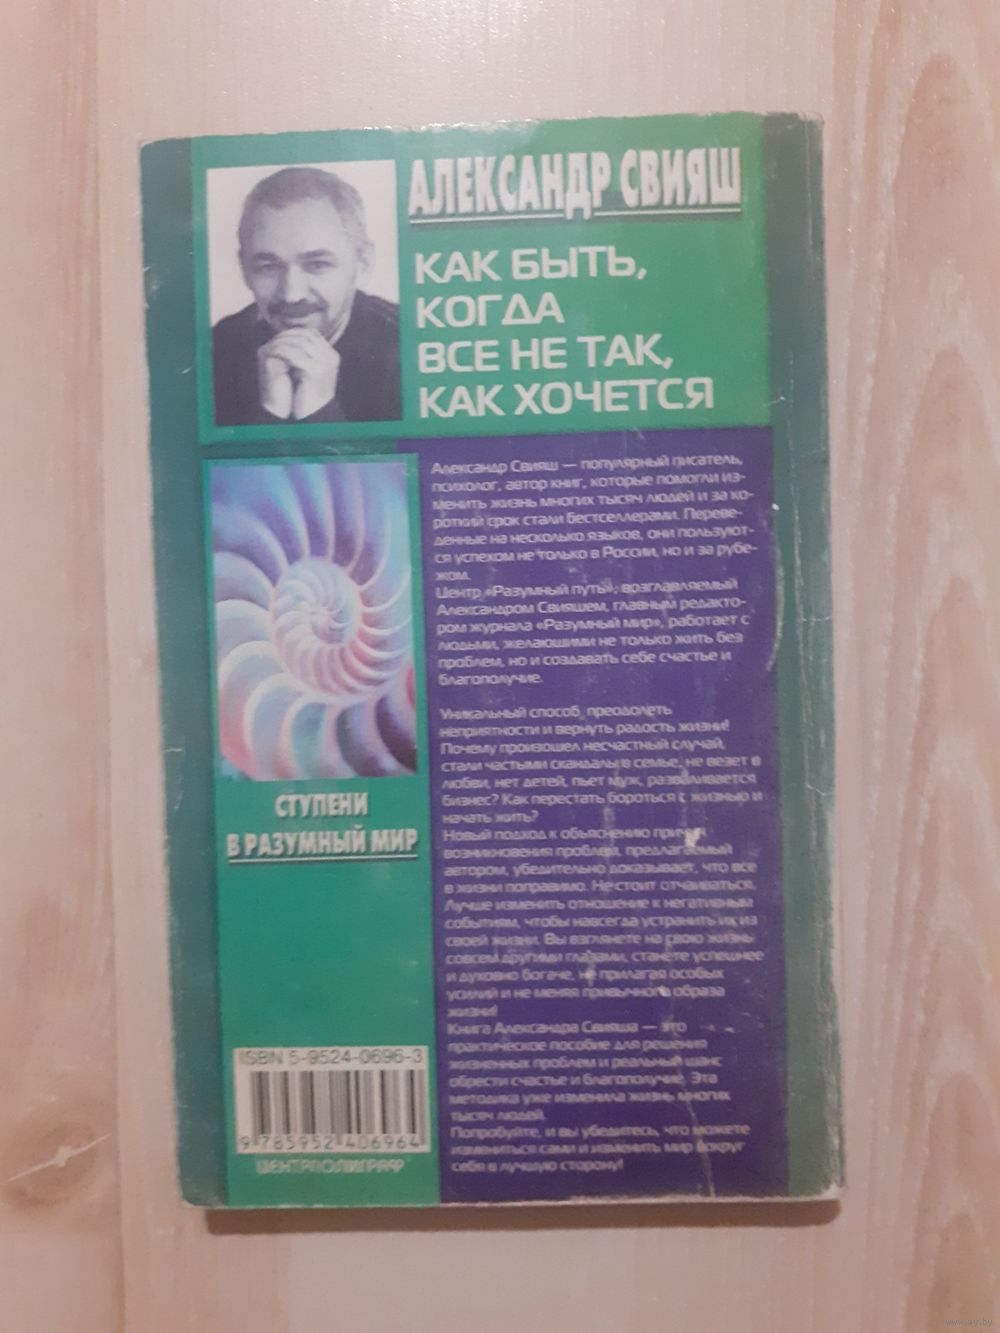 АЛЕКСАНДР СВИЯШ
КАК БЫТЬ,
КОГДА
ВСЕ НЕ ТАК,
КАК ХОЧЕТСЯ
Александр Свияш — популярный писатель,
психолог, автор книг, которые помогли из-
менить жизнь многих тысяч людей и за ко-
роткий срок стали бестселлерами. Переве-
денные на несколько языков, они пользуют-
ся успехом не только в России, но и за рубе-
жом.
Центр «Разумный путь», возглавляемый
Александром Свияшем, главным редакто-
ром журнала «Разумный мир», работает с
людьми, желающими не только жить без
проблем, но и создавать себе счастье и
благополучие.
Уникальный способ преодолеть
неприятности и вернуть радость жизни!
Почему произошел несчастный случай,
стали частыми скандалы в семье, не везет в
любви, нет детей, пьет муж, разваливается
бизнес? Как перестать бороться с жизнью и
начать жить?
Новый подход к объяснению причин
возникновения проблем, предлагаемый
автором, убедительно доказывает, что все
в жизни поправимо. Не стоит отчаиваться.
Лучше изменить отношение к негативным
событиям, чтобы навсегда устранить их из
своей жизни. Вы взглянете на свою жизнь
совсем другими глазами, станете успешнее
и духовно богаче, не прилагая особых
усилий и не меняя привычного образа
жизни!
Книга Александра Свияша — это
практическое пособие для решения
жизненных проблем и реальный шанс
обрести счастье и благополучие. Эта
методика уже изменила жизнь многих
тысяч людей.
Попробуйте, и вы убедитесь, что можете
измениться сами и изменить мир вокруг
себя в лучшую сторону!
СТУПЕНИ
В РАЗУМНЫЙ МИР
ISBN 5-9524-0696-3
9 785952 406964
ЦЕНТРПОЛИГРАФ
www.ay.by